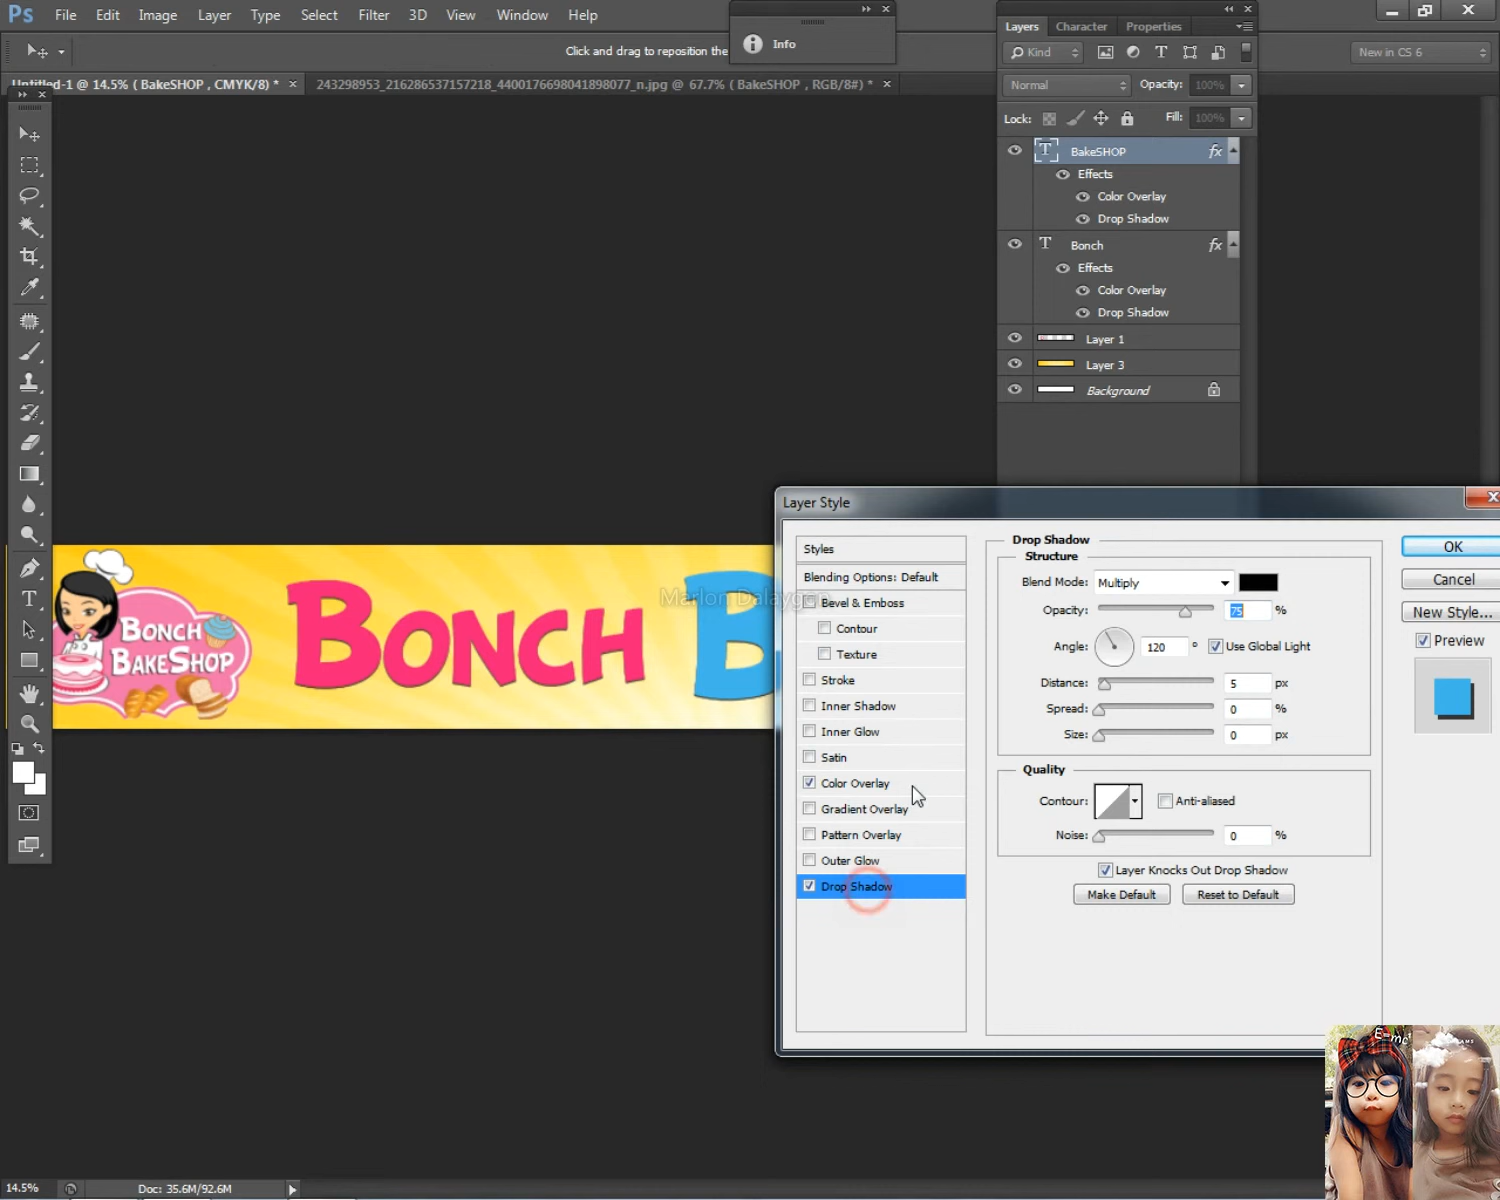 Ps File Edit Image Layer Type Select Filter 3D View Window Help
Click and drag to reposition the
Info
Layers Character Properties
Kind
New in CS 6
Untitled-1 @ 14.5% ( BakeSHOP , CMYK/8) * ×
243298953_216286537157218_4400176698041898077_n.jpg @ 67.7% ( BakeSHOP , RGB/8#) * ×
Normal Opacity: 100%
Lock: Fill: 100%
T BakeSHOP fx
Effects
Color Overlay
Drop Shadow
T Bonch fx
Effects
Color Overlay
Drop Shadow
Layer 1
Layer 3
Background
BONCH
BAKESHOP
BONCH B
Marlon Dalaygon
Layer Style
Styles
Blending Options: Default
Bevel & Emboss
Contour
Texture
Stroke
Inner Shadow
Inner Glow
Satin
Color Overlay
Gradient Overlay
Pattern Overlay
Outer Glow
Drop Shadow
Drop Shadow
Structure
Blend Mode: Multiply
Opacity: 75 %
Angle: 120 ° Use Global Light
Distance: 5 px
Spread: 0 %
Size: 0 px
Quality
Contour: Anti-aliased
Noise: 0 %
Layer Knocks Out Drop Shadow
Make Default Reset to Default
OK
Cancel
New Style...
Preview
E=mc²
14.5% Doc: 35.6M/92.6M